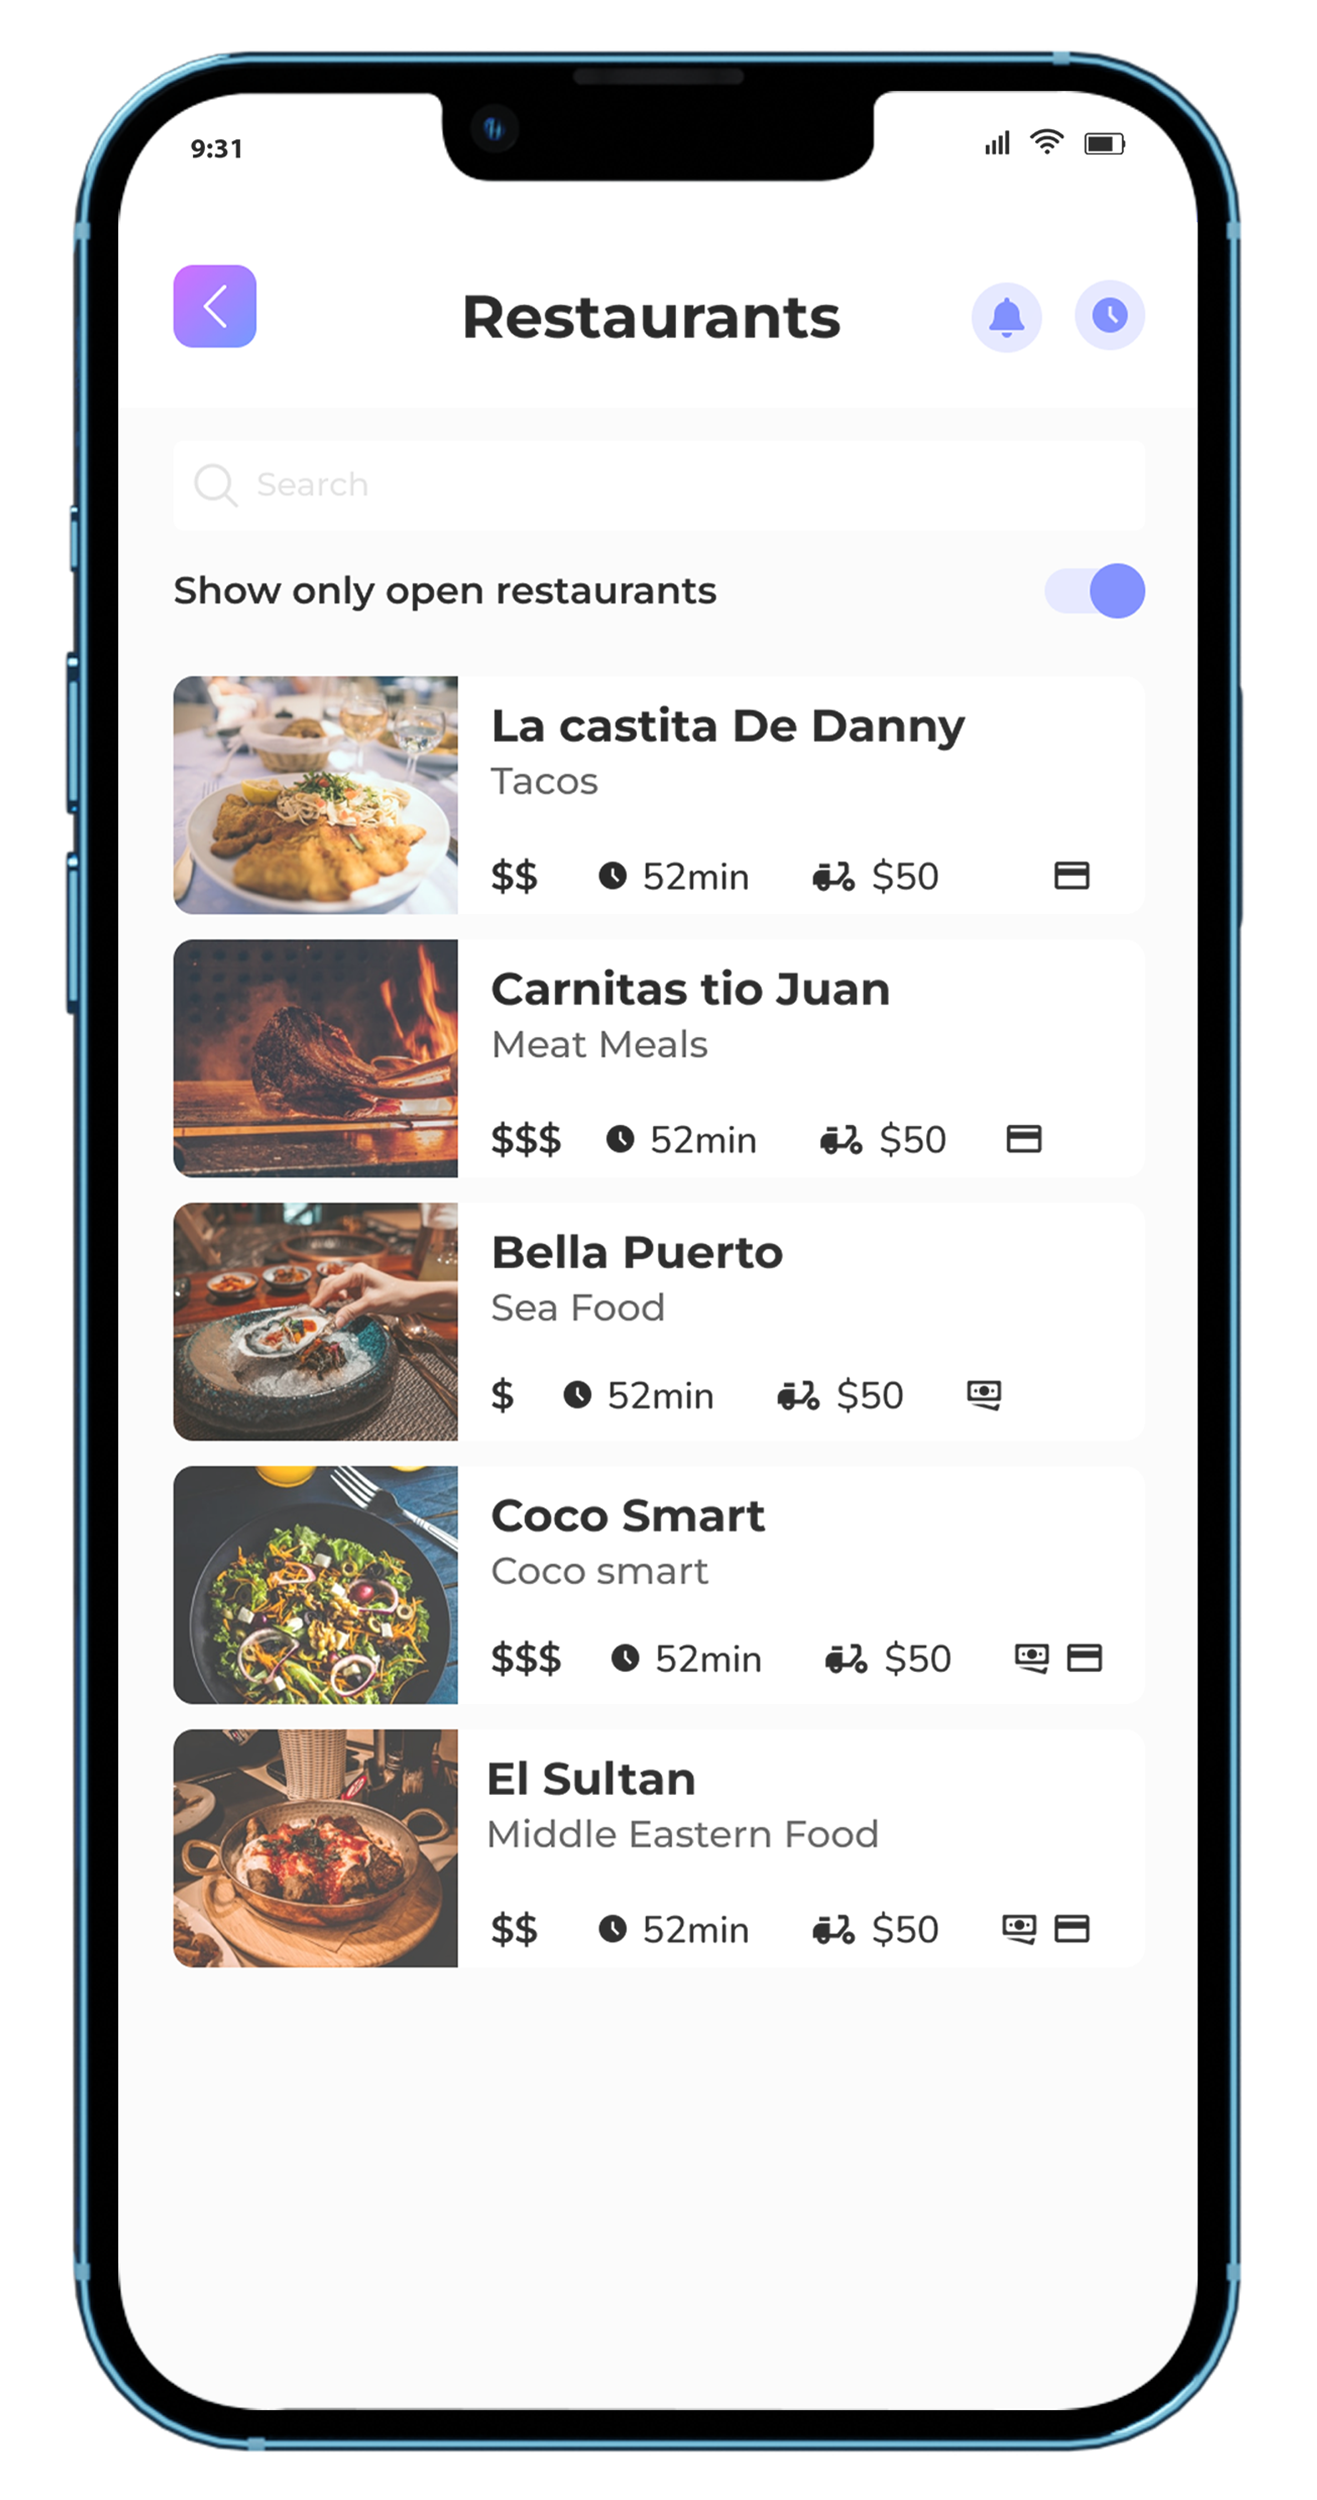 9:31
Restaurants
Search
Show only open restaurants
La castita De Danny
Tacos
$$ 52min $50
Carnitas tio Juan
Meat Meals
$$$ 52min $50
Bella Puerto
Sea Food
$ 52min $50
Coco Smart
Coco smart
$$$ 52min $50
El Sultan
Middle Eastern Food
$$ 52min $50